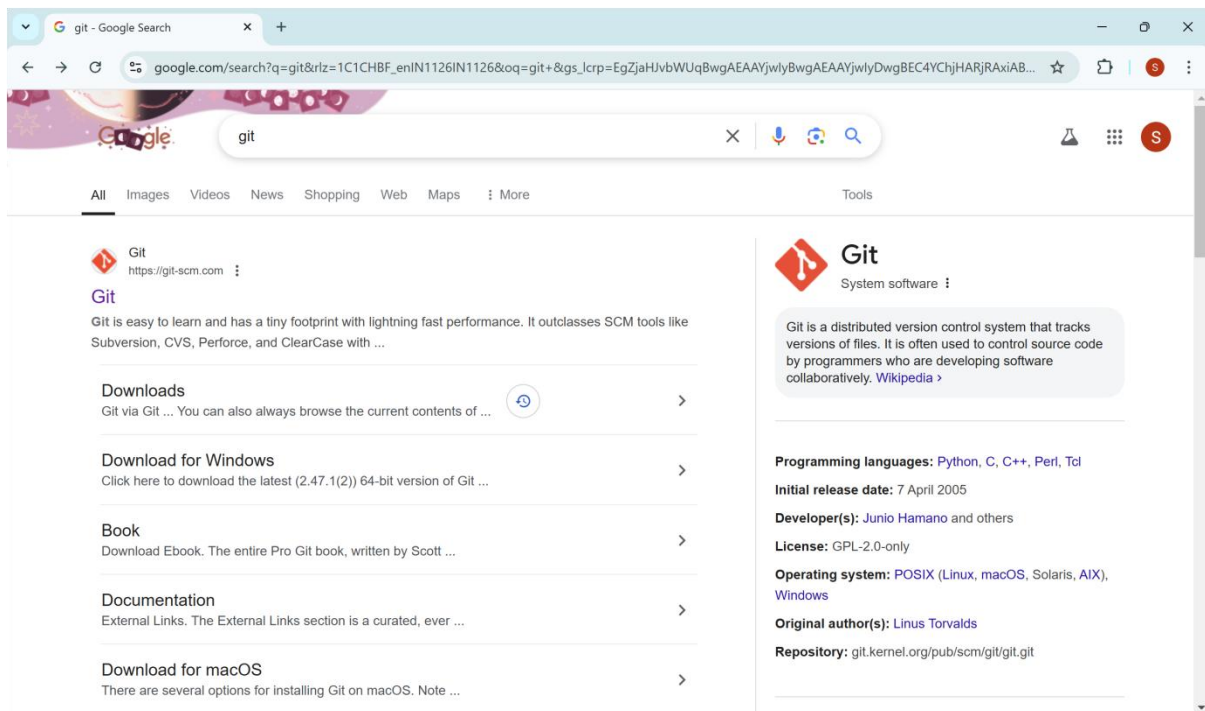 git - Google Search
google.com/search?q=git&rlz=1C1CHBF_enIN1126IN1126&oq=git+&gs_lcrp=EgZjaHJvbWUqBwgAEAAYjwIyBwgAEAAYjwIyDwgBEC4YChjHARjRAxiAB...
S
Google
git
S
All Images Videos News Shopping Web Maps More
Tools
Git
https://git-scm.com
Git
Git is easy to learn and has a tiny footprint with lightning fast performance. It outclasses SCM tools like
Subversion, CVS, Perforce, and ClearCase with ...
Downloads
Git via Git ... You can also always browse the current contents of ...
Download for Windows
Click here to download the latest (2.47.1(2)) 64-bit version of Git ...
Book
Download Ebook. The entire Pro Git book, written by Scott ...
Documentation
External Links. The External Links section is a curated, ever ...
Download for macOS
There are several options for installing Git on macOS. Note ...
Git
System software
Git is a distributed version control system that tracks
versions of files. It is often used to control source code
by programmers who are developing software
collaboratively. Wikipedia >
Programming languages: Python, C, C++, Perl, Tcl
Initial release date: 7 April 2005
Developer(s): Junio Hamano and others
License: GPL-2.0-only
Operating system: POSIX (Linux, macOS, Solaris, AIX),
Windows
Original author(s): Linus Torvalds
Repository: git.kernel.org/pub/scm/git/git.git